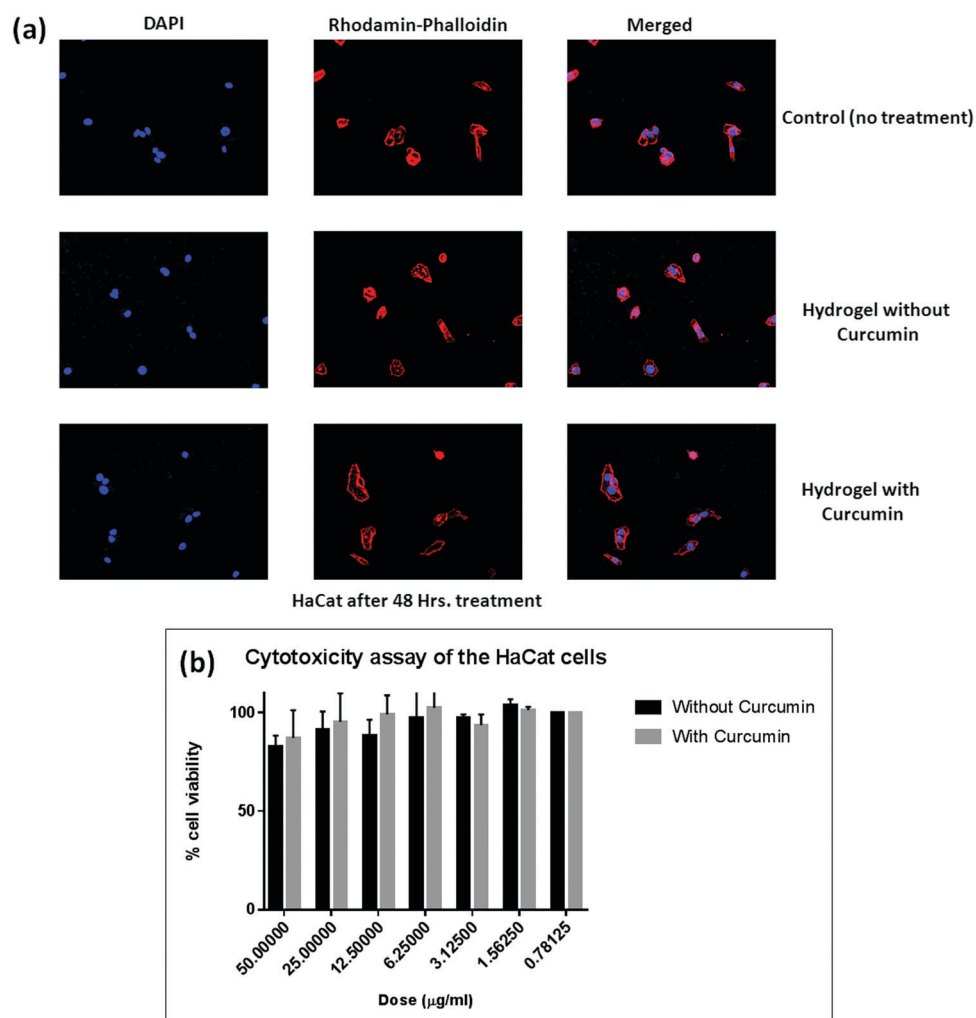 (a)
DAPI
Rhodamin-Phalloidin
Merged
Control (no treatment)
Hydrogel without
Curcumin
Hydrogel with
Curcumin
HaCat after 48 Hrs. treatment
(b)
Cytotoxicity assay of the HaCat cells
Without Curcumin
With Curcumin
% cell viability
100
50
0
50.00000
25.00000
12.50000
6.25000
3.12500
1.56250
0.78125
Dose (μg/ml)